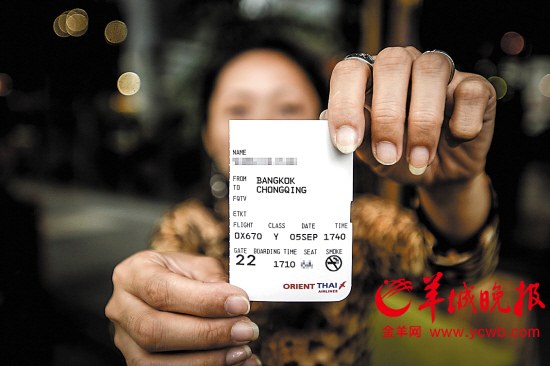 NAME
FROM BANGKOK
TO CHONGQING
FQTV
ETKT
FLIGHT CLASS DATE TIME
OX670 Y 05SEP 1740
GATE BOARDING TIME SEAT SMOKE
22 1710
ORIENT THAI
AIRLINES
羊城晚报
金羊网 www.ycwb.com